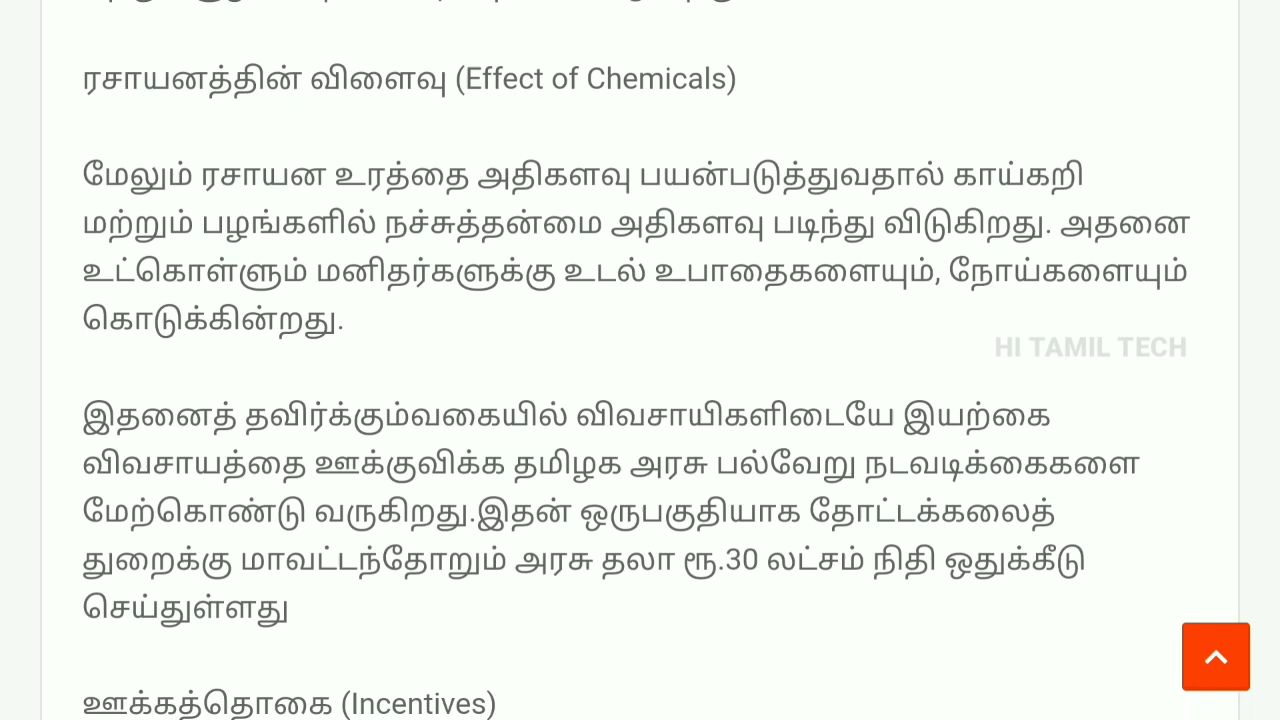 ரசாயனத்தின் விளைவு (Effect of Chemicals)
மேலும் ரசாயன உரத்தை அதிகளவு பயன்படுத்துவதால் காய்கறி
மற்றும் பழங்களில் நச்சுத்தன்மை அதிகளவு படிந்து விடுகிறது. அதனை
உட்கொள்ளும் மனிதர்களுக்கு உடல் உபாதைகளையும், நோய்களையும்
கொடுக்கின்றது.
HI TAMIL TECH
இதனைத் தவிர்க்கும்வகையில் விவசாயிகளிடையே இயற்கை
விவசாயத்தை ஊக்குவிக்க தமிழக அரசு பல்வேறு நடவடிக்கைகளை
மேற்கொண்டு வருகிறது.இதன் ஒருபகுதியாக தோட்டக்கலைத்
துறைக்கு மாவட்டந்தோறும் அரசு தலா ரூ.30 லட்சம் நிதி ஒதுக்கீடு
செய்துள்ளது
ஊக்கத்தொகை (Incentives)